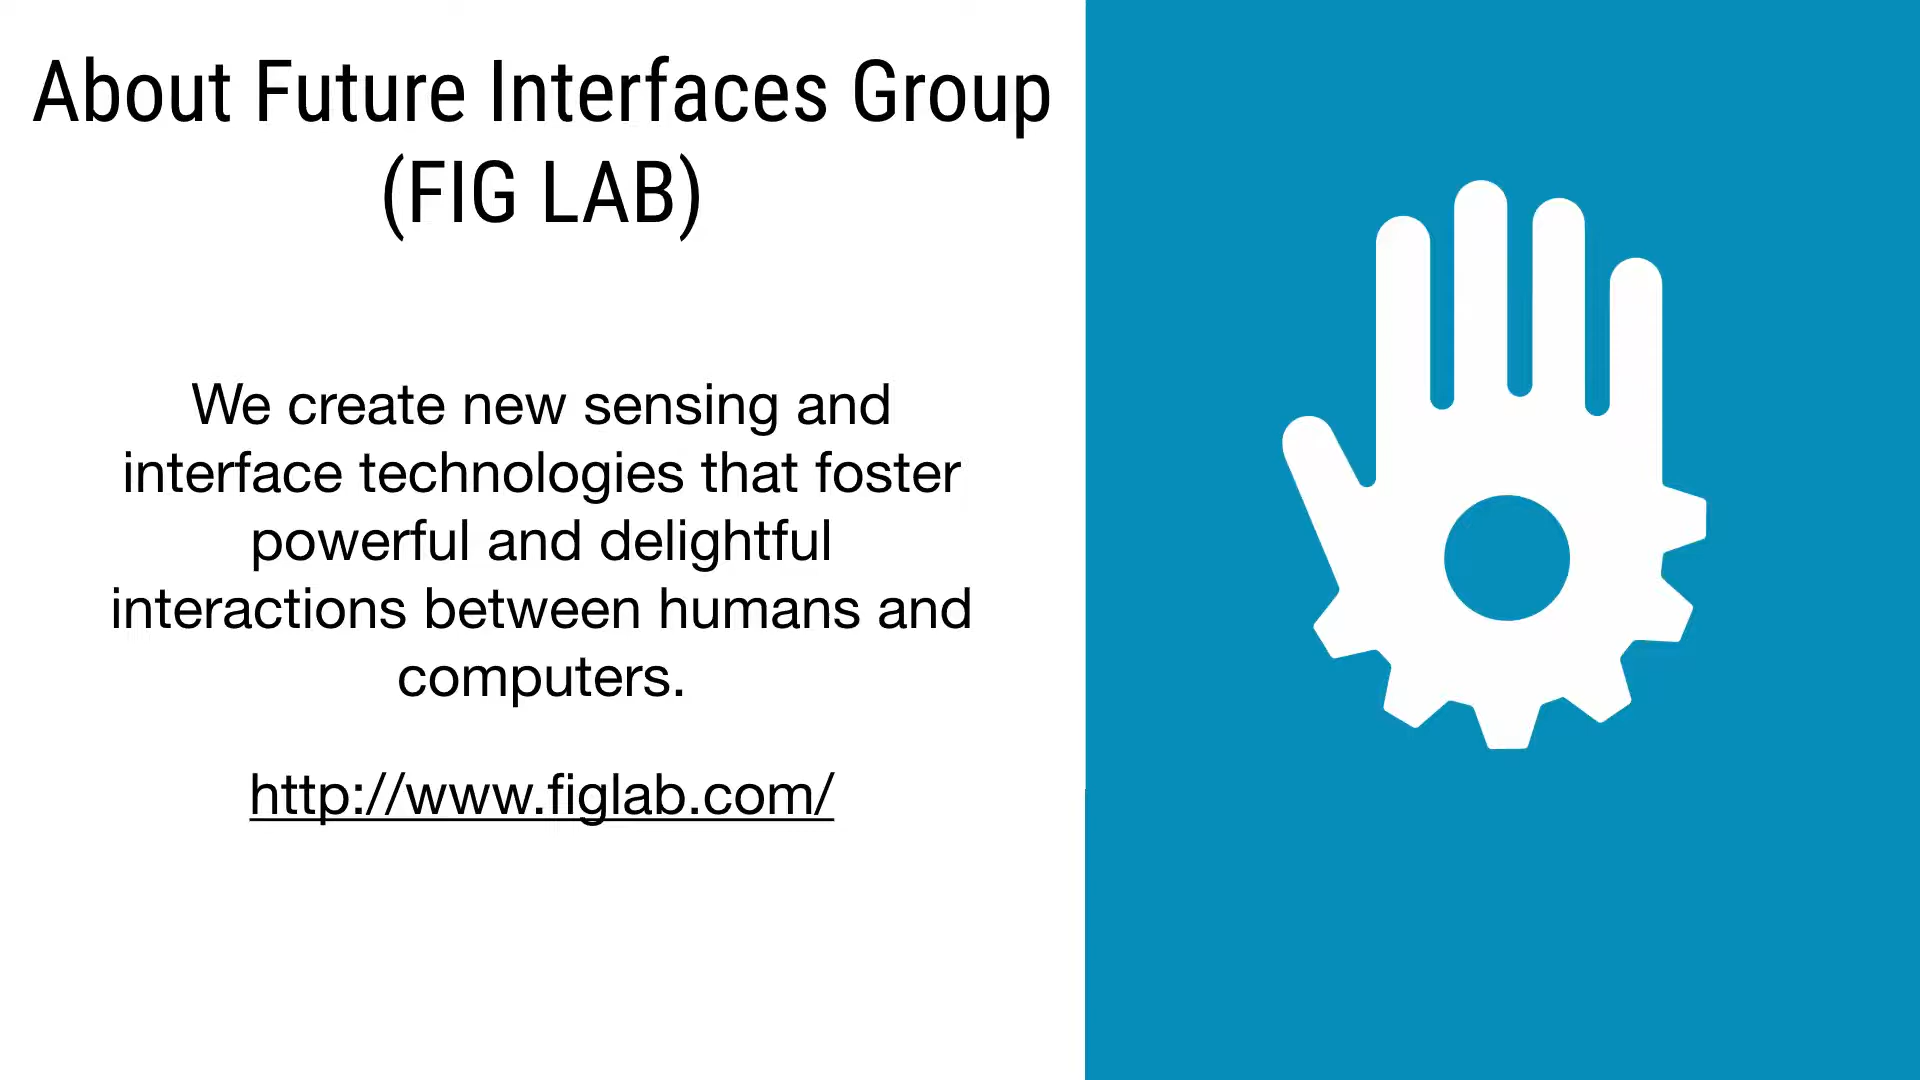 About Future Interfaces Group
(FIG LAB)
We create new sensing and
interface technologies that foster
powerful and delightful
interactions between humans and
computers.
http://www.figlab.com/